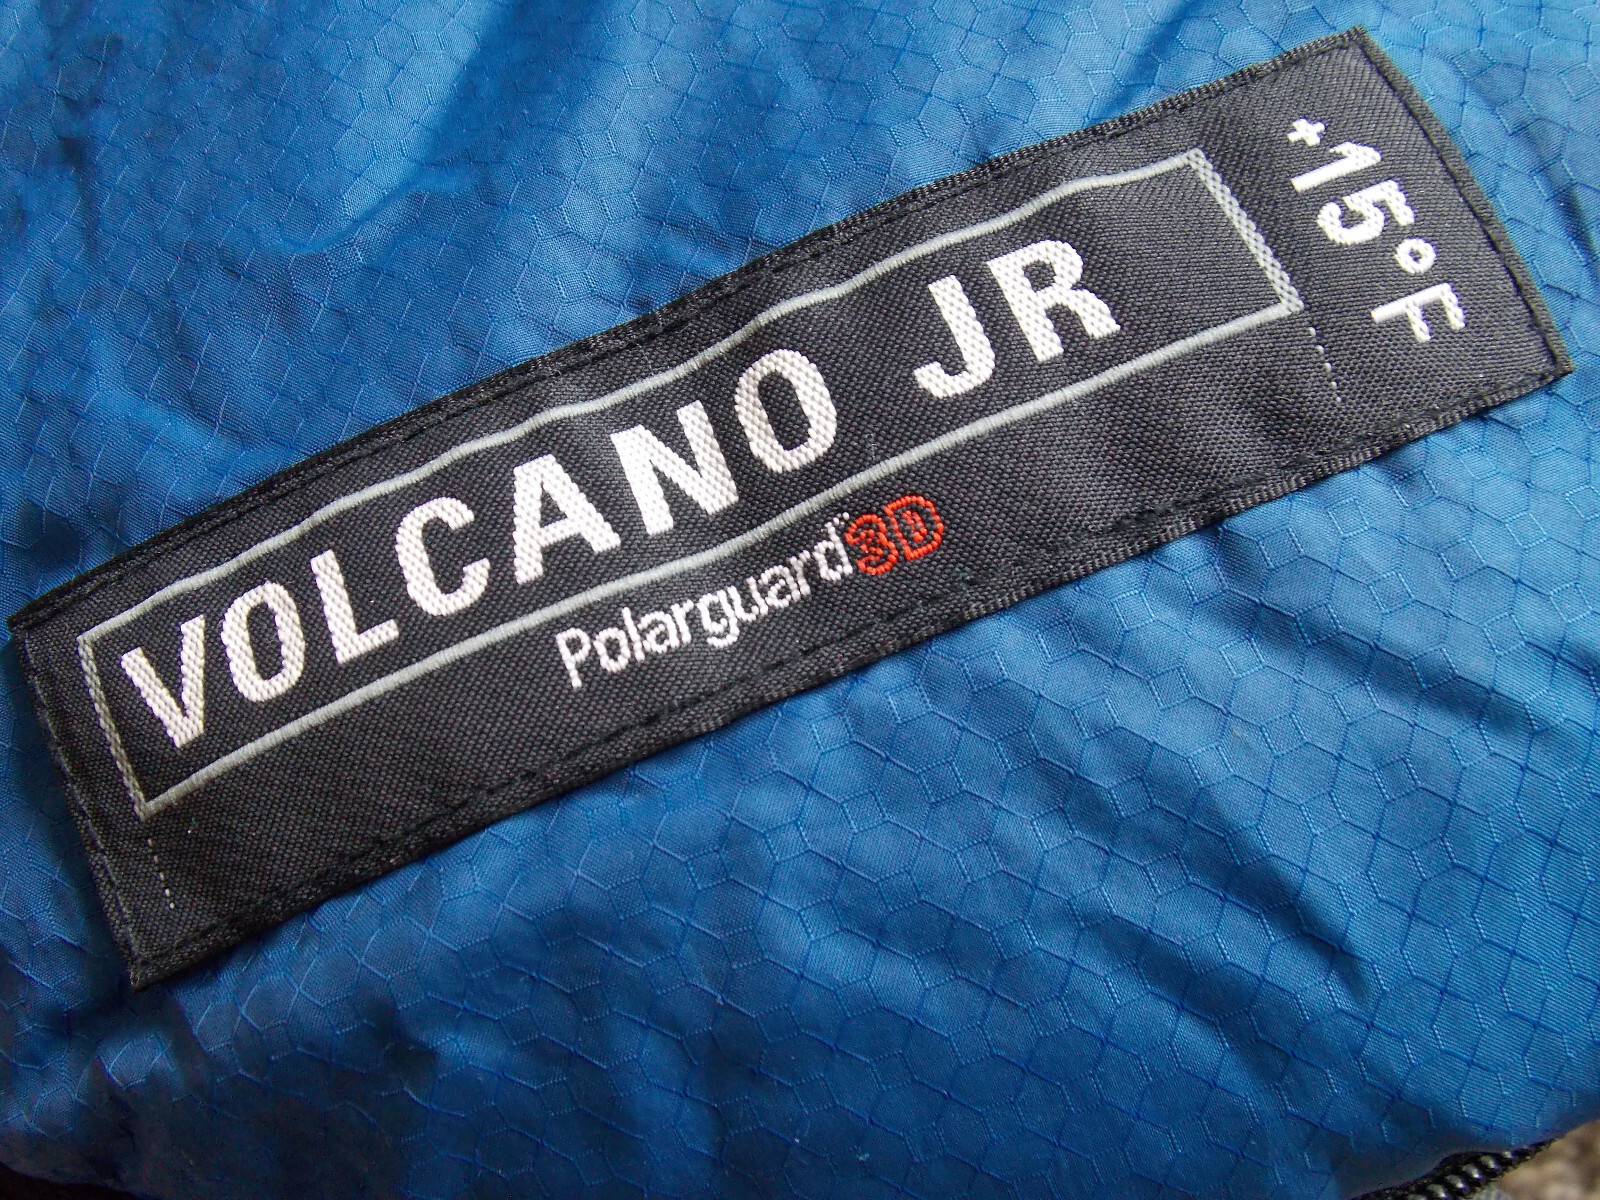 VOLCANO JR
Polarguard 3D
+15°F